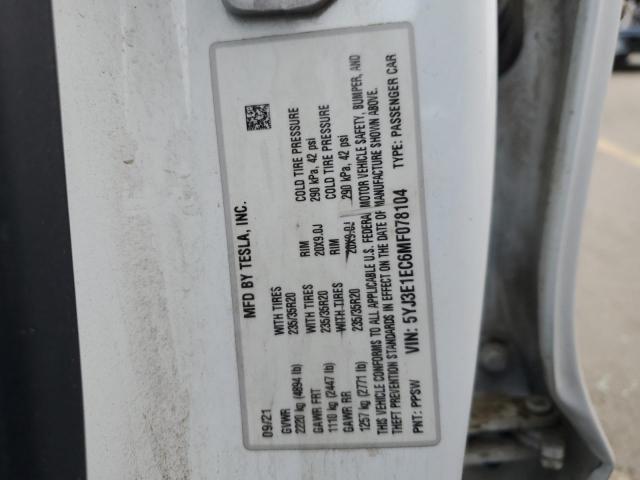 MFD BY TESLA, INC.
09/21
GVWR
2220 kg (4894 lb)
WITH TIRES
235/35R20
RIM
20X9.0J
COLD TIRE PRESSURE
290 kPa, 42 psi
GAWR FRT
1110 kg (2447 lb)
WITH TIRES
235/35R20
RIM
20X9.0J
COLD TIRE PRESSURE
290 kPa, 42 psi
GAWR RR
1257 kg (2771 lb)
THIS VEHICLE CONFORMS TO ALL APPLICABLE U.S. FEDERAL MOTOR VEHICLE SAFETY, BUMPER, AND
THEFT PREVENTION STANDARDS IN EFFECT ON THE DATE OF MANUFACTURE SHOWN ABOVE.
VIN: 5YJ3E1EC6MF078104
PNT: PPSW
TYPE: PASSENGER CAR